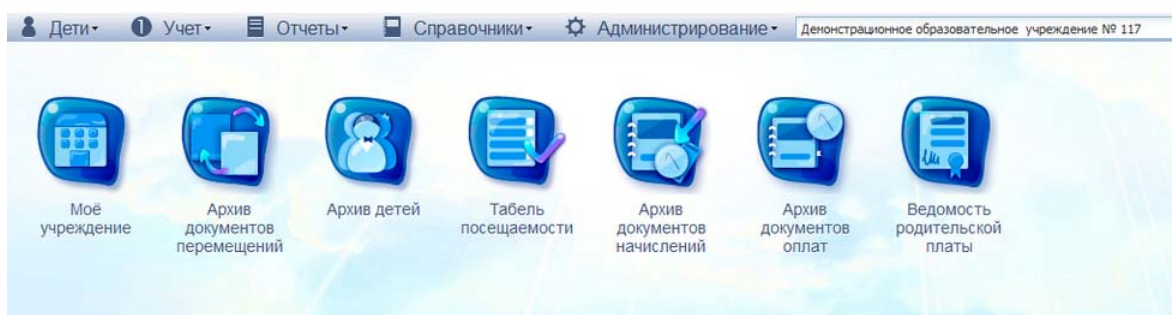 Дети Учет Отчеты Справочники Администрирование Демонстрационное образовательное учреждение № 117
Моё
учреждение
Архив
документов
перемещений
Архив детей
Табель
посещаемости
Архив
документов
начислений
Архив
документов
оплат
Ведомость
родительской
платы